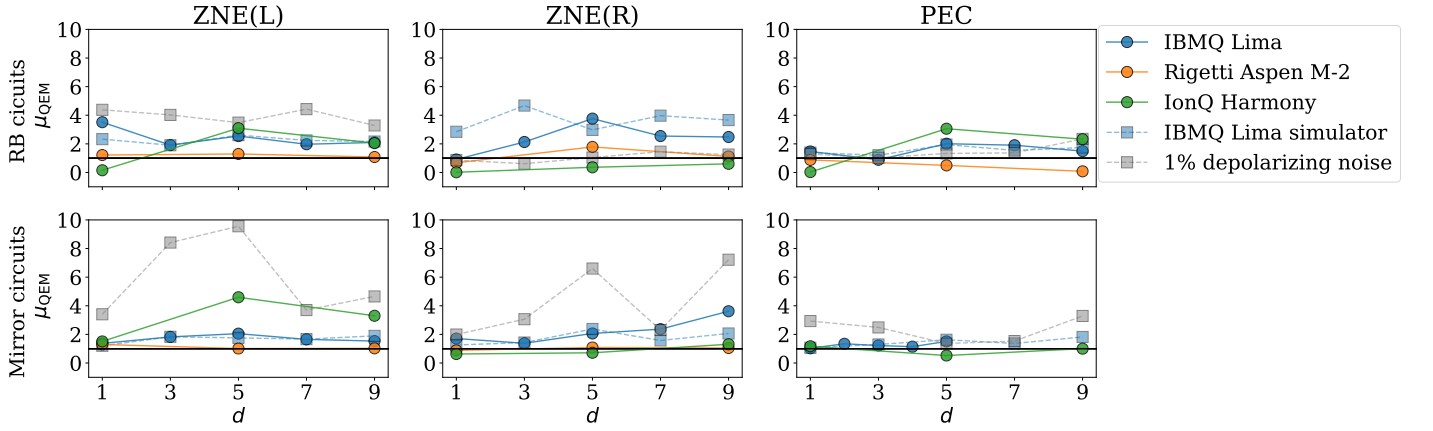 ZNE(L)
ZNE(R)
PEC
RB cicuits
μQEM
10
8
6
4
2
0
10
8
6
4
2
0
10
8
6
4
2
0
IBMQ Lima
Rigetti Aspen M-2
IonQ Harmony
IBMQ Lima simulator
1% depolarizing noise
Mirror circuits
μQEM
10
8
6
4
2
0
10
8
6
4
2
0
10
8
6
4
2
0
1 3 5 7 9
1 3 5 7 9
1 3 5 7 9
d
d
d